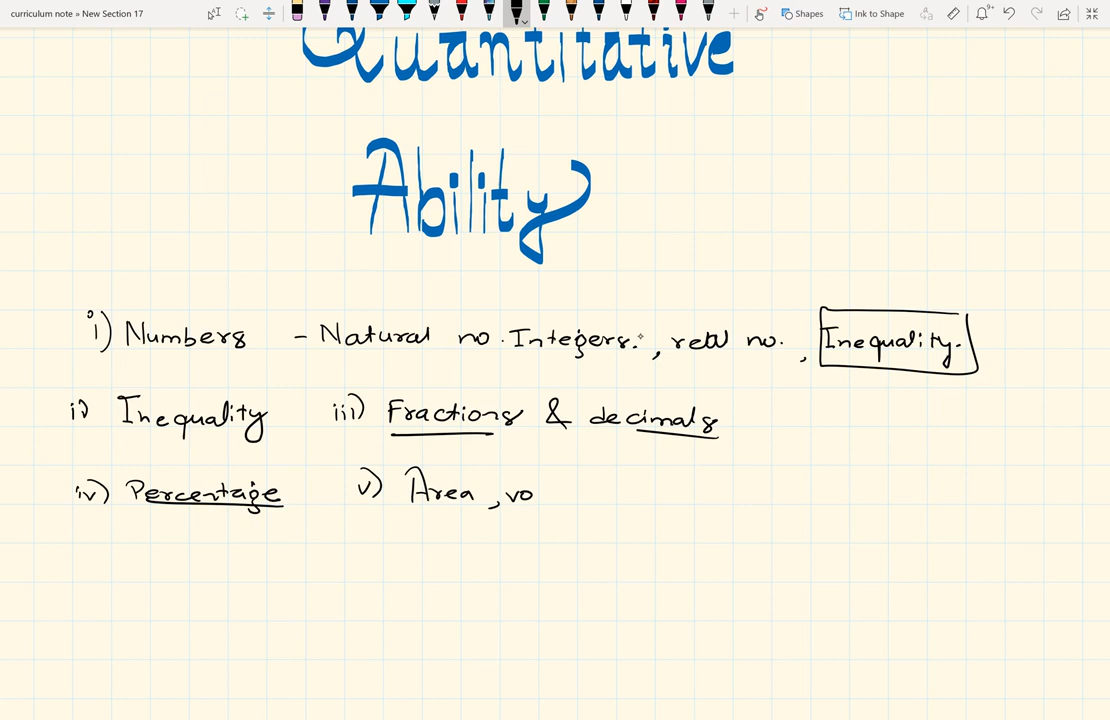 curriculum note » New Section 17
Shapes
Ink to Shape
9+
Quantitative
Ability
i) Numbers - Natural no. Integers., real no., Inequality.
ii) Inequality iii) Fractions & decimals
iv) Percentage v) Area, vo